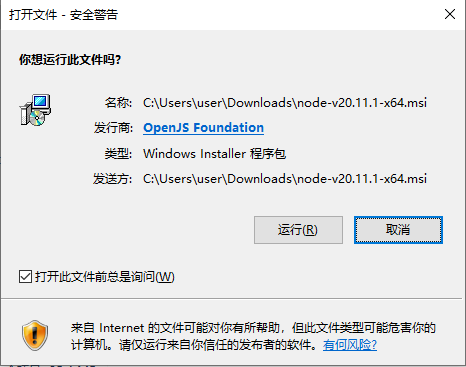 打开文件 - 安全警告
你想运行此文件吗?
名称: C:\Users\user\Downloads\node-v20.11.1-x64.msi
发行商: OpenJS Foundation
类型: Windows Installer 程序包
发送方: C:\Users\user\Downloads\node-v20.11.1-x64.msi
运行(R) 取消
打开此文件前总是询问(W)
来自 Internet 的文件可能对你有所帮助，但此文件类型可能危害你的
计算机。请仅运行来自你信任的发布者的软件。有何风险?